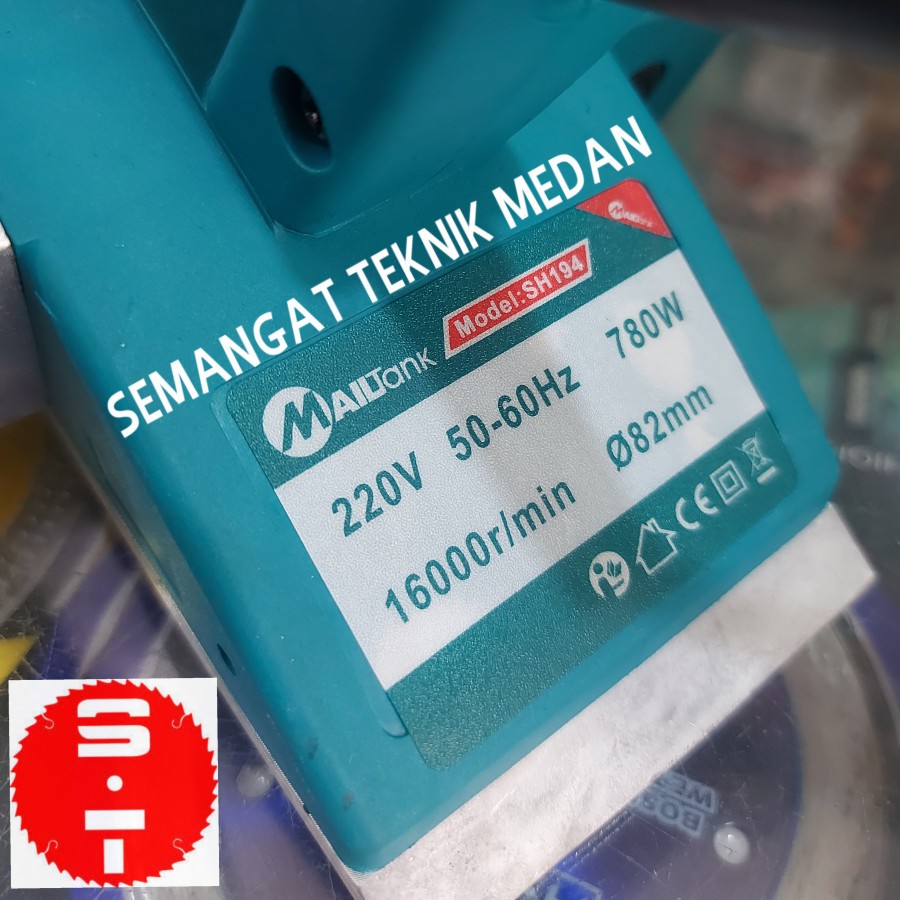 SEMANGAT TEKNIK MEDAN
MAILTank
Model:SH194
220V 50-60Hz 780W
16000r/min Ø82mm
CE
S·T